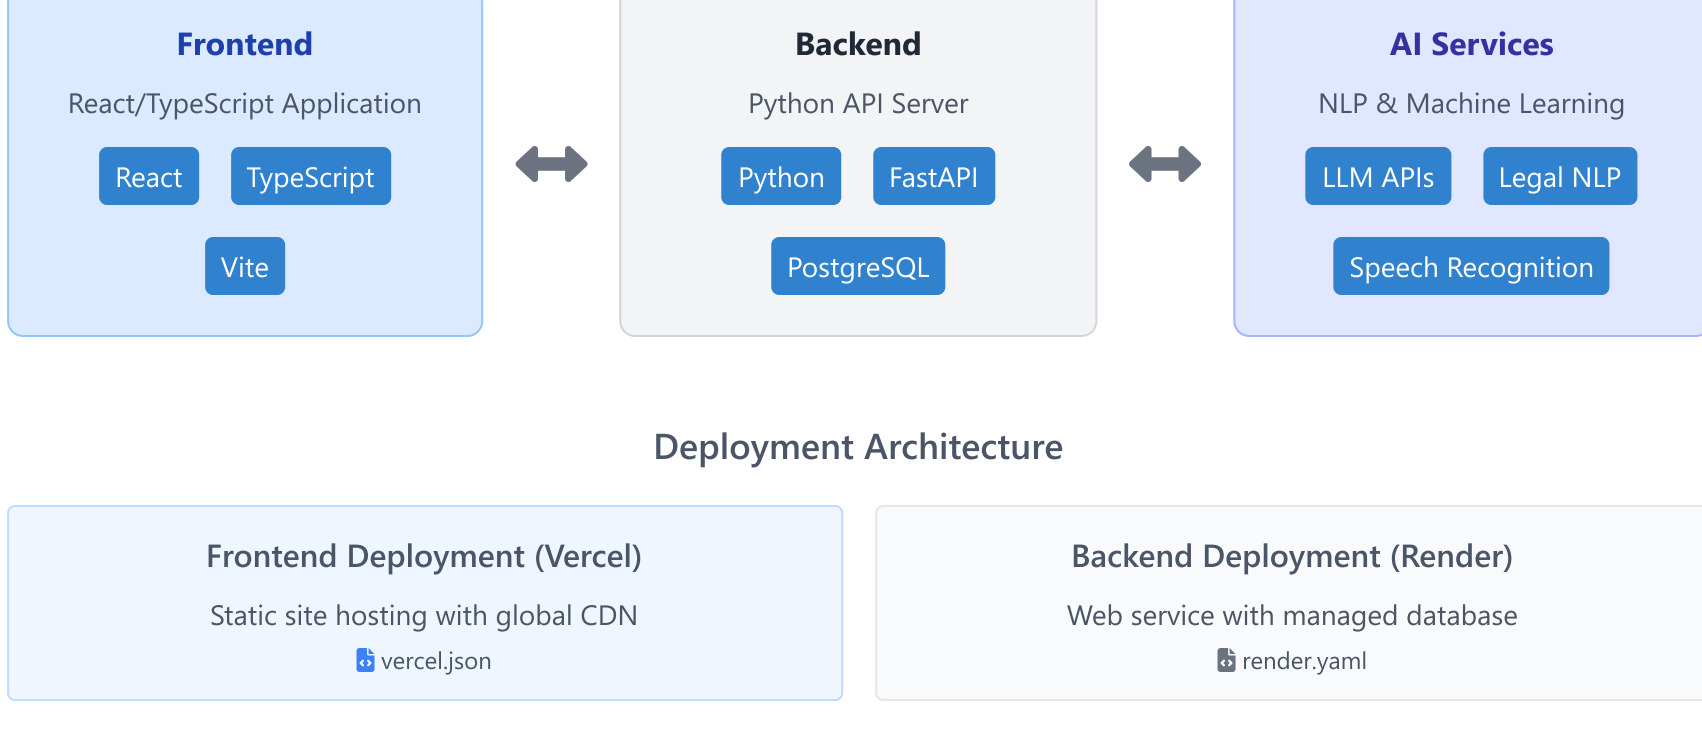 Frontend
React/TypeScript Application
React TypeScript
Vite
Backend
Python API Server
Python FastAPI
PostgreSQL
AI Services
NLP & Machine Learning
LLM APIs Legal NLP
Speech Recognition
Deployment Architecture
Frontend Deployment (Vercel)
Static site hosting with global CDN
vercel.json
Backend Deployment (Render)
Web service with managed database
render.yaml